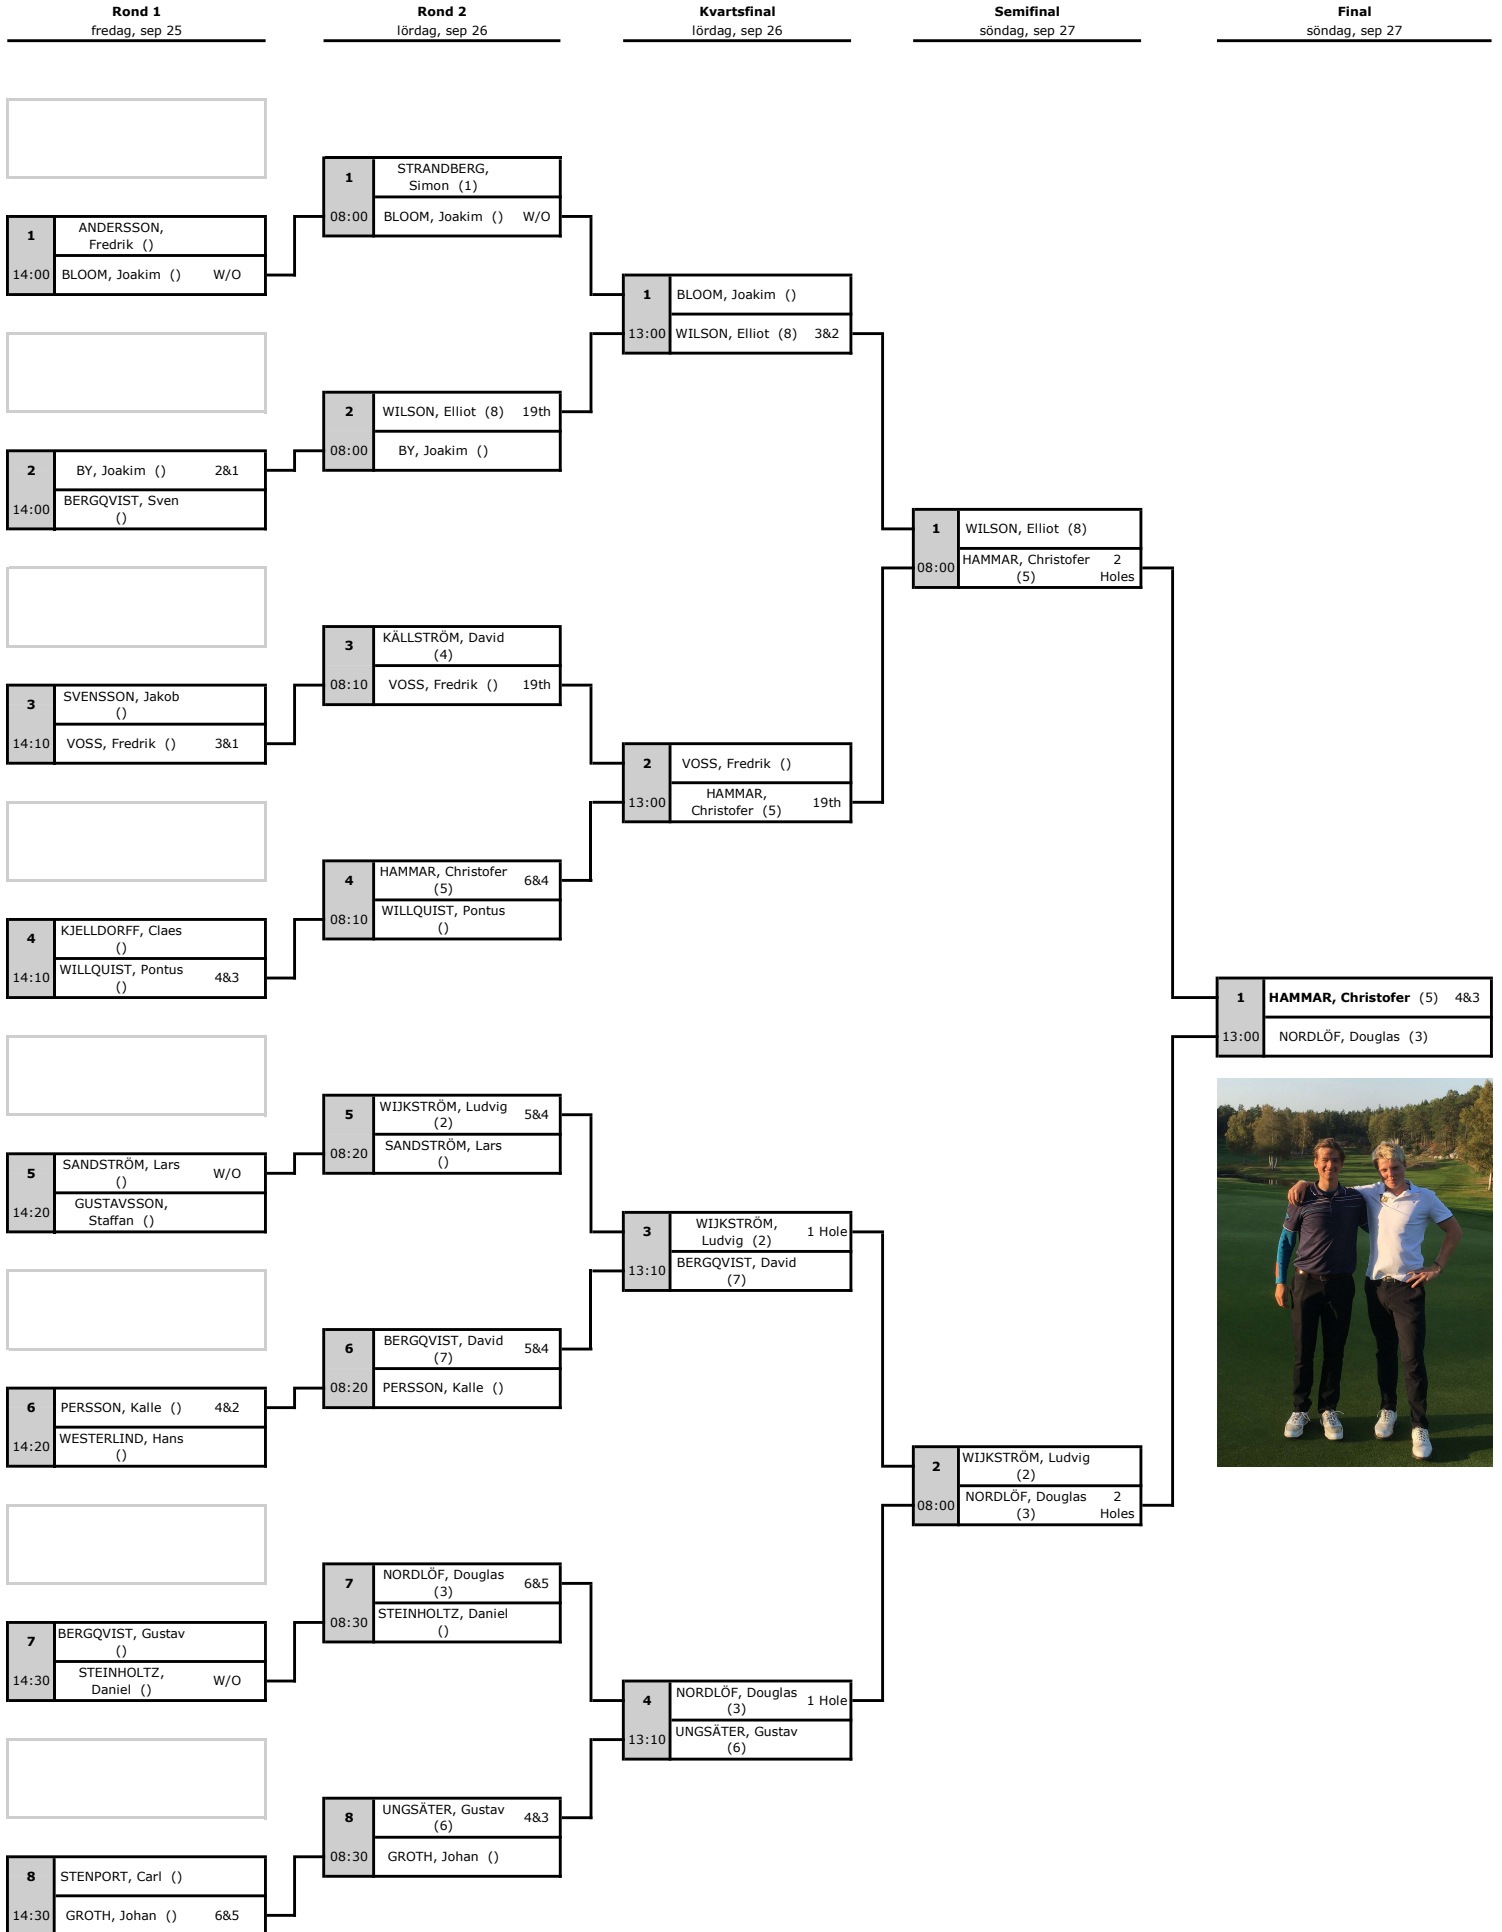 Rond 1
fredag, sep 25
Rond 2
lördag, sep 26
Kvartsfinal
lördag, sep 26
Semifinal
söndag, sep 27
Final
söndag, sep 27
1
14:00
ANDERSSON,
Fredrik ()
BLOOM, Joakim () W/O
2
14:00
BY, Joakim () 2&1
BERGQVIST, Sven
()
3
14:10
SVENSSON, Jakob
()
VOSS, Fredrik () 3&1
4
14:10
KJELLDORFF, Claes
()
WILLQUIST, Pontus
() 4&3
5
14:20
SANDSTRÖM, Lars
() W/O
GUSTAVSSON,
Staffan ()
6
14:20
PERSSON, Kalle () 4&2
WESTERLIND, Hans
()
7
14:30
BERGQVIST, Gustav
()
STEINHOLTZ,
Daniel () W/O
8
14:30
STENPORT, Carl ()
GROTH, Johan () 6&5
1
08:00
STRANDBERG,
Simon (1)
BLOOM, Joakim () W/O
2
08:00
WILSON, Elliot (8) 19th
BY, Joakim ()
3
08:10
KÄLLSTRÖM, David
(4)
VOSS, Fredrik () 19th
4
08:10
HAMMAR, Christofer
(5) 6&4
WILLQUIST, Pontus
()
5
08:20
WIJKSTRÖM, Ludvig
(2) 5&4
SANDSTRÖM, Lars
()
6
08:20
BERGQVIST, David
(7) 5&4
PERSSON, Kalle ()
7
08:30
NORDLÖF, Douglas
(3) 6&5
STEINHOLTZ, Daniel
()
8
08:30
UNGSÄTER, Gustav
(6) 4&3
GROTH, Johan ()
1
13:00
BLOOM, Joakim ()
WILSON, Elliot (8) 3&2
2
13:00
VOSS, Fredrik ()
HAMMAR,
Christofer (5) 19th
3
13:10
WIJKSTRÖM,
Ludvig (2) 1 Hole
BERGQVIST, David
(7)
4
13:10
NORDLÖF, Douglas
(3) 1 Hole
UNGSÄTER, Gustav
(6)
1
08:00
WILSON, Elliot (8)
HAMMAR, Christofer 2
(5) Holes
2
08:00
WIJKSTRÖM, Ludvig
(2)
NORDLÖF, Douglas 2
(3) Holes
1
13:00
HAMMAR, Christofer (5) 4&3
NORDLÖF, Douglas (3)